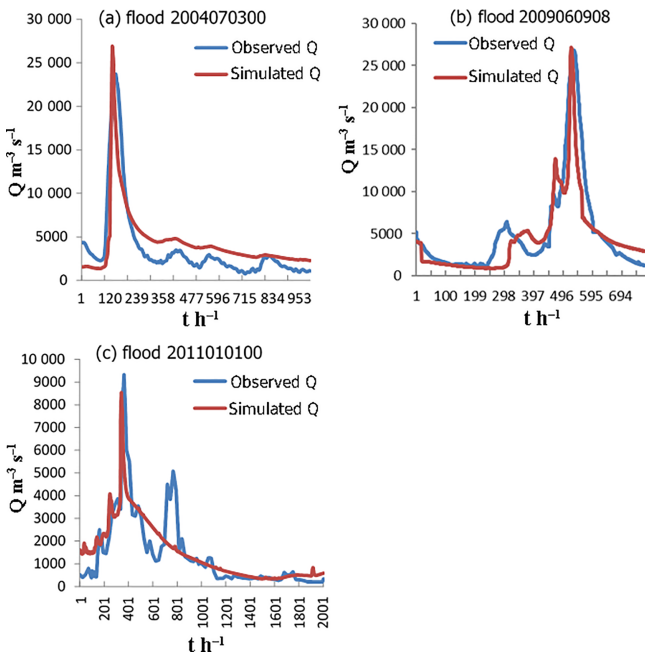 (a) flood 2004070300
30 000
25 000
20 000
15 000
10 000
5000
0
Q m⁻³ s⁻¹
Observed Q
Simulated Q
1 120 239 358 477 596 715 834 953
t h⁻¹
(b) flood 2009060908
30 000
25 000
20 000
15 000
10 000
5000
0
Q m⁻³ s⁻¹
Observed Q
Simulated Q
1 100 199 298 397 496 595 694
t h⁻¹
(c) flood 2011010100
10 000
9000
8000
7000
6000
5000
4000
3000
2000
1000
0
Q m⁻³ s⁻¹
Observed Q
Simulated Q
1 201 401 601 801 1001 1201 1401 1601 1801 2001
t h⁻¹